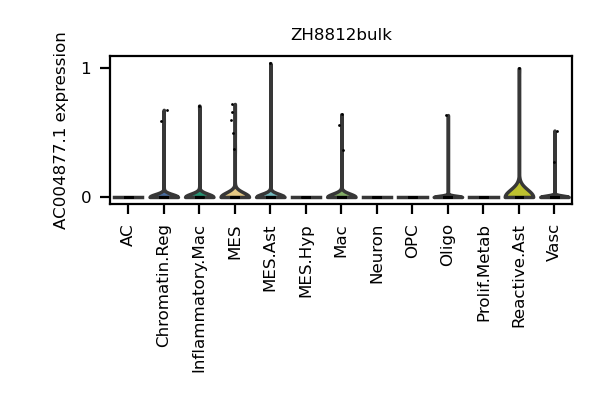 ZH8812bulk
AC004877.1 expression
1
0
AC
Chromatin.Reg
Inflammatory.Mac
MES
MES.Ast
MES.Hyp
Mac
Neuron
OPC
Oligo
Prolif.Metab
Reactive.Ast
Vasc